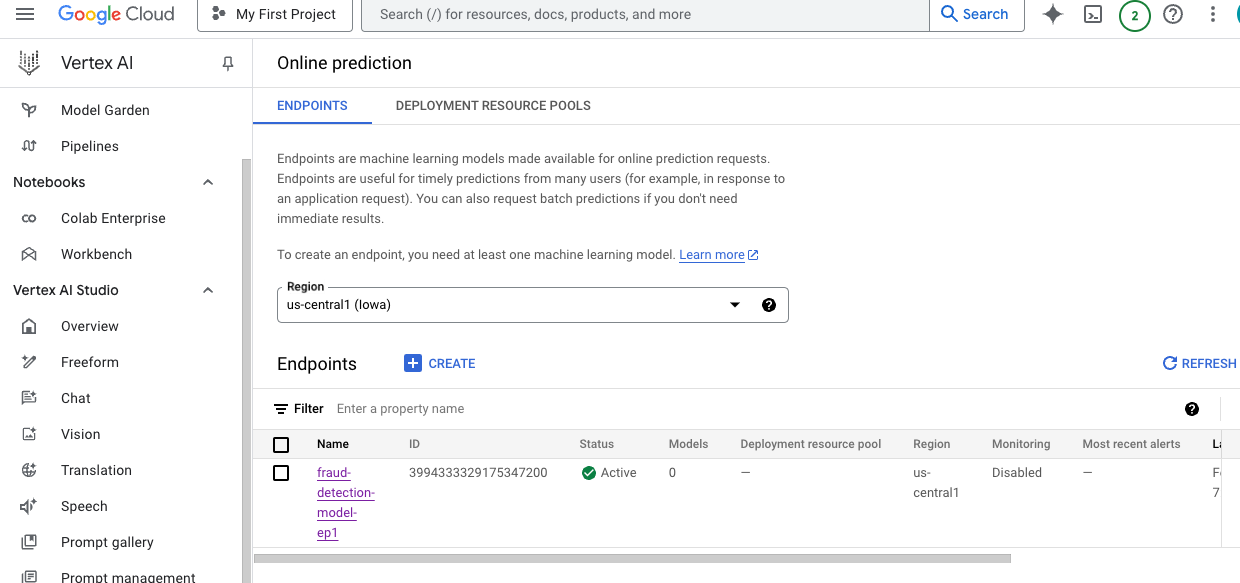 Google Cloud
My First Project
Search (/) for resources, docs, products, and more
Search
2
Vertex AI
Model Garden
Pipelines
Notebooks
Colab Enterprise
Workbench
Vertex AI Studio
Overview
Freeform
Chat
Vision
Translation
Speech
Prompt gallery
Prompt management
Online prediction
ENDPOINTS
DEPLOYMENT RESOURCE POOLS
Endpoints are machine learning models made available for online prediction requests.
Endpoints are useful for timely predictions from many users (for example, in response to
an application request). You can also request batch predictions if you don't need
immediate results.
To create an endpoint, you need at least one machine learning model. Learn more
Region
us-central1 (Iowa)
Endpoints
CREATE
REFRESH
Filter Enter a property name
Name ID Status Models Deployment resource pool Region Monitoring Most recent alerts
fraud- 3994333329175347200 Active 0 — us- Disabled —
detection- central1 7
model-
ep1